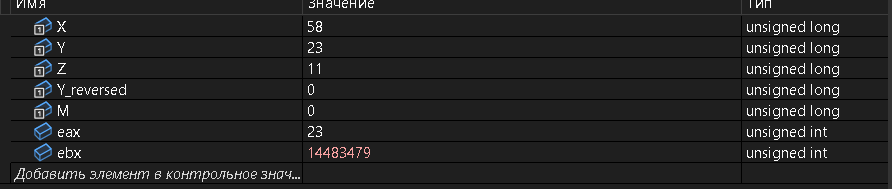 Имя Значение Тип
X 58 unsigned long
Y 23 unsigned long
Z 11 unsigned long
Y_reversed 0 unsigned long
M 0 unsigned long
eax 23 unsigned int
ebx 14483479 unsigned int
Добавить элемент в контрольное знач...